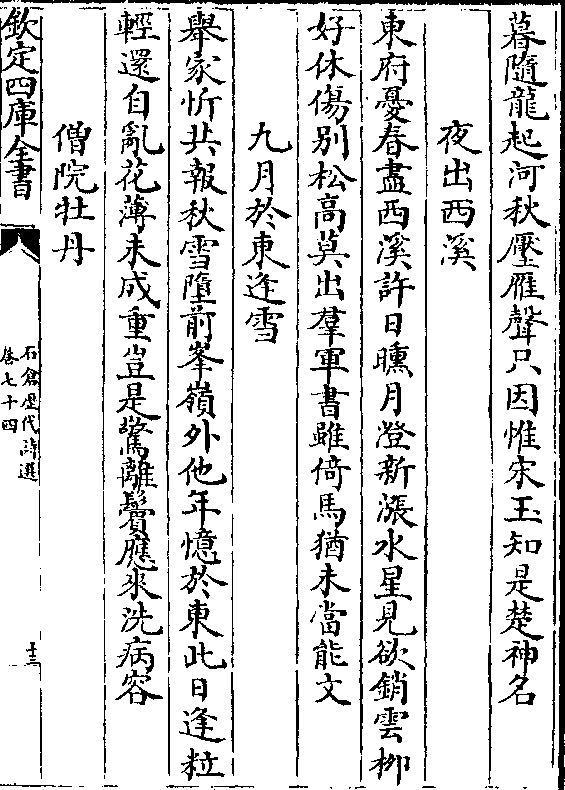 暮隨龍起河秋壓雁聲只因惟宋玉知是楚神名
夜出西溪
東府憂春盡西溪許日曛月澄新漲水星見欲銷雲柳
好休傷别松高莫出羣軍書雖倚馬猶未當能文
九月於東逢雪
舉家忻共報秋雪墮前峯嶺外他年憶於東此日逢粒
輕還自亂花薄未成重豈是驚離鬢應來洗病容
僧院牡丹
欽定四庫全書
石倉歷代詩選
卷七十四
十三